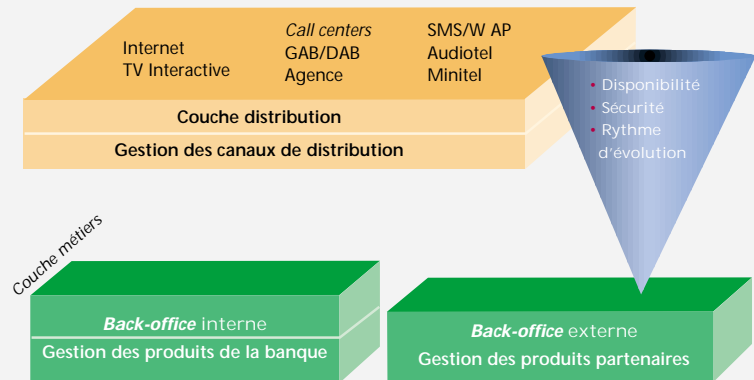 Internet
TV Interactive
Call centers
GAB/DAB
Agence
SMS/W AP
Audiotel
Minitel
• Disponibilité
• Sécurité
• Rythme
d'évolution
Couche distribution
Gestion des canaux de distribution
Couche métiers
Back-office interne
Gestion des produits de la banque
Back-office externe
Gestion des produits partenaires